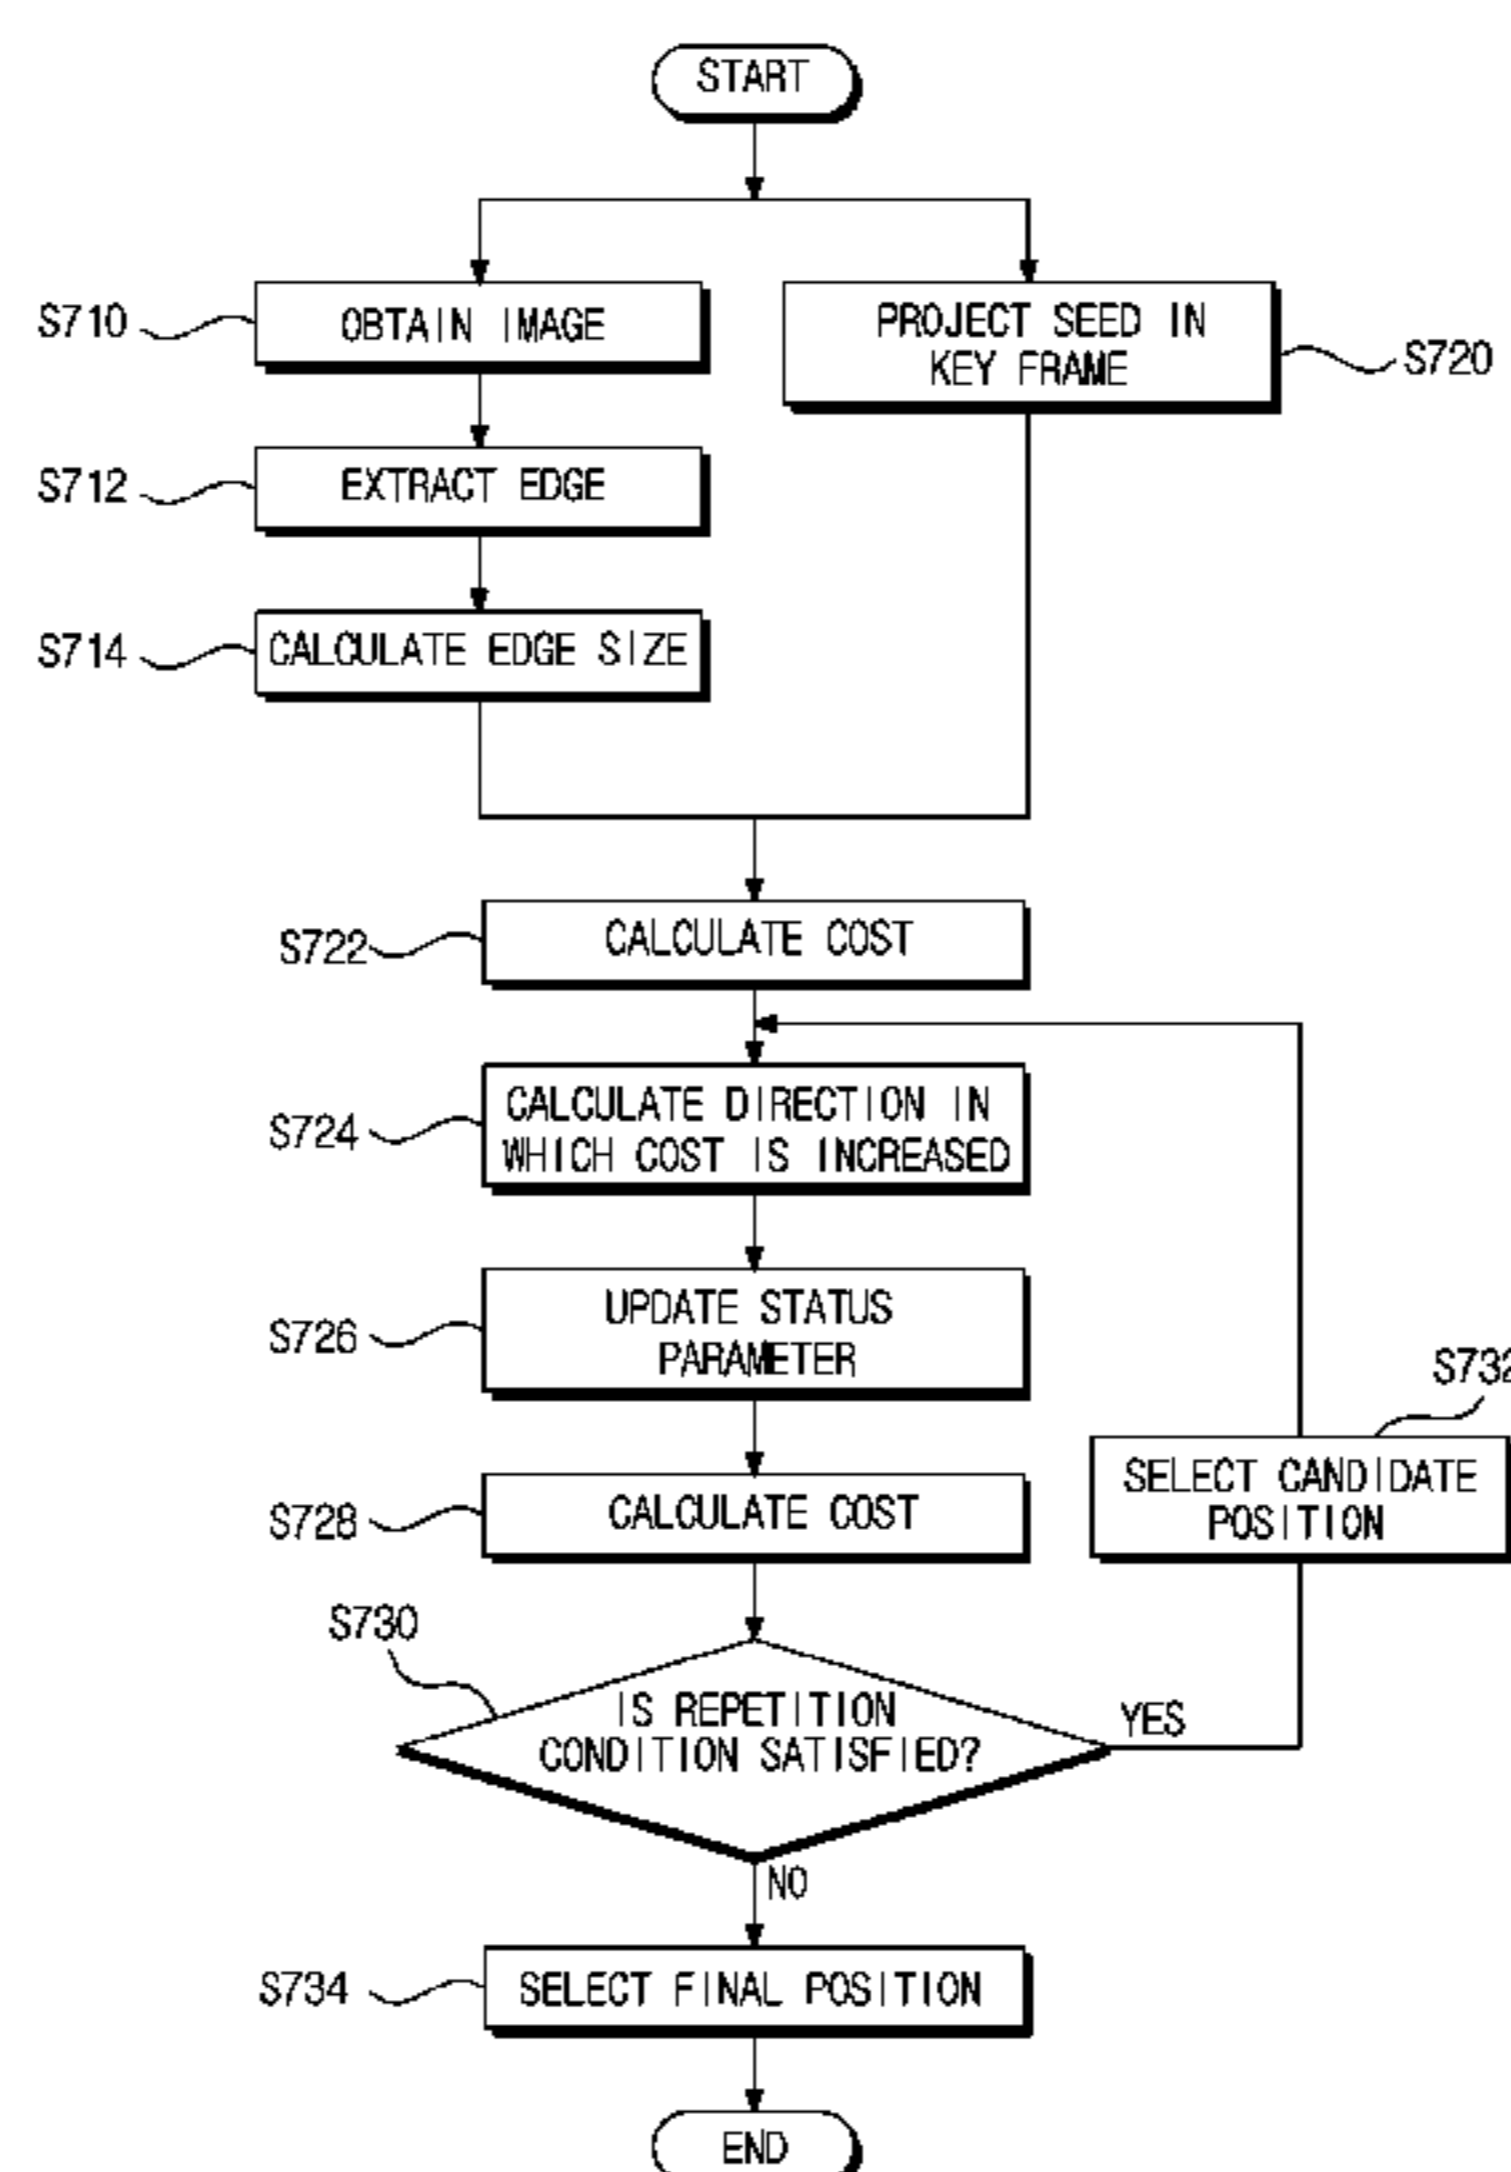 START
S710
OBTAIN IMAGE
PROJECT SEED IN
KEY FRAME
S720
S712
EXTRACT EDGE
S714
CALCULATE EDGE SIZE
S722
CALCULATE COST
S724
CALCULATE DIRECTION IN
WHICH COST IS INCREASED
S726
UPDATE STATUS
PARAMETER
S732
SELECT CANDIDATE
POSITION
S728
CALCULATE COST
S730
IS REPETITION
CONDITION SATISFIED?
YES
NO
S734
SELECT FINAL POSITION
END